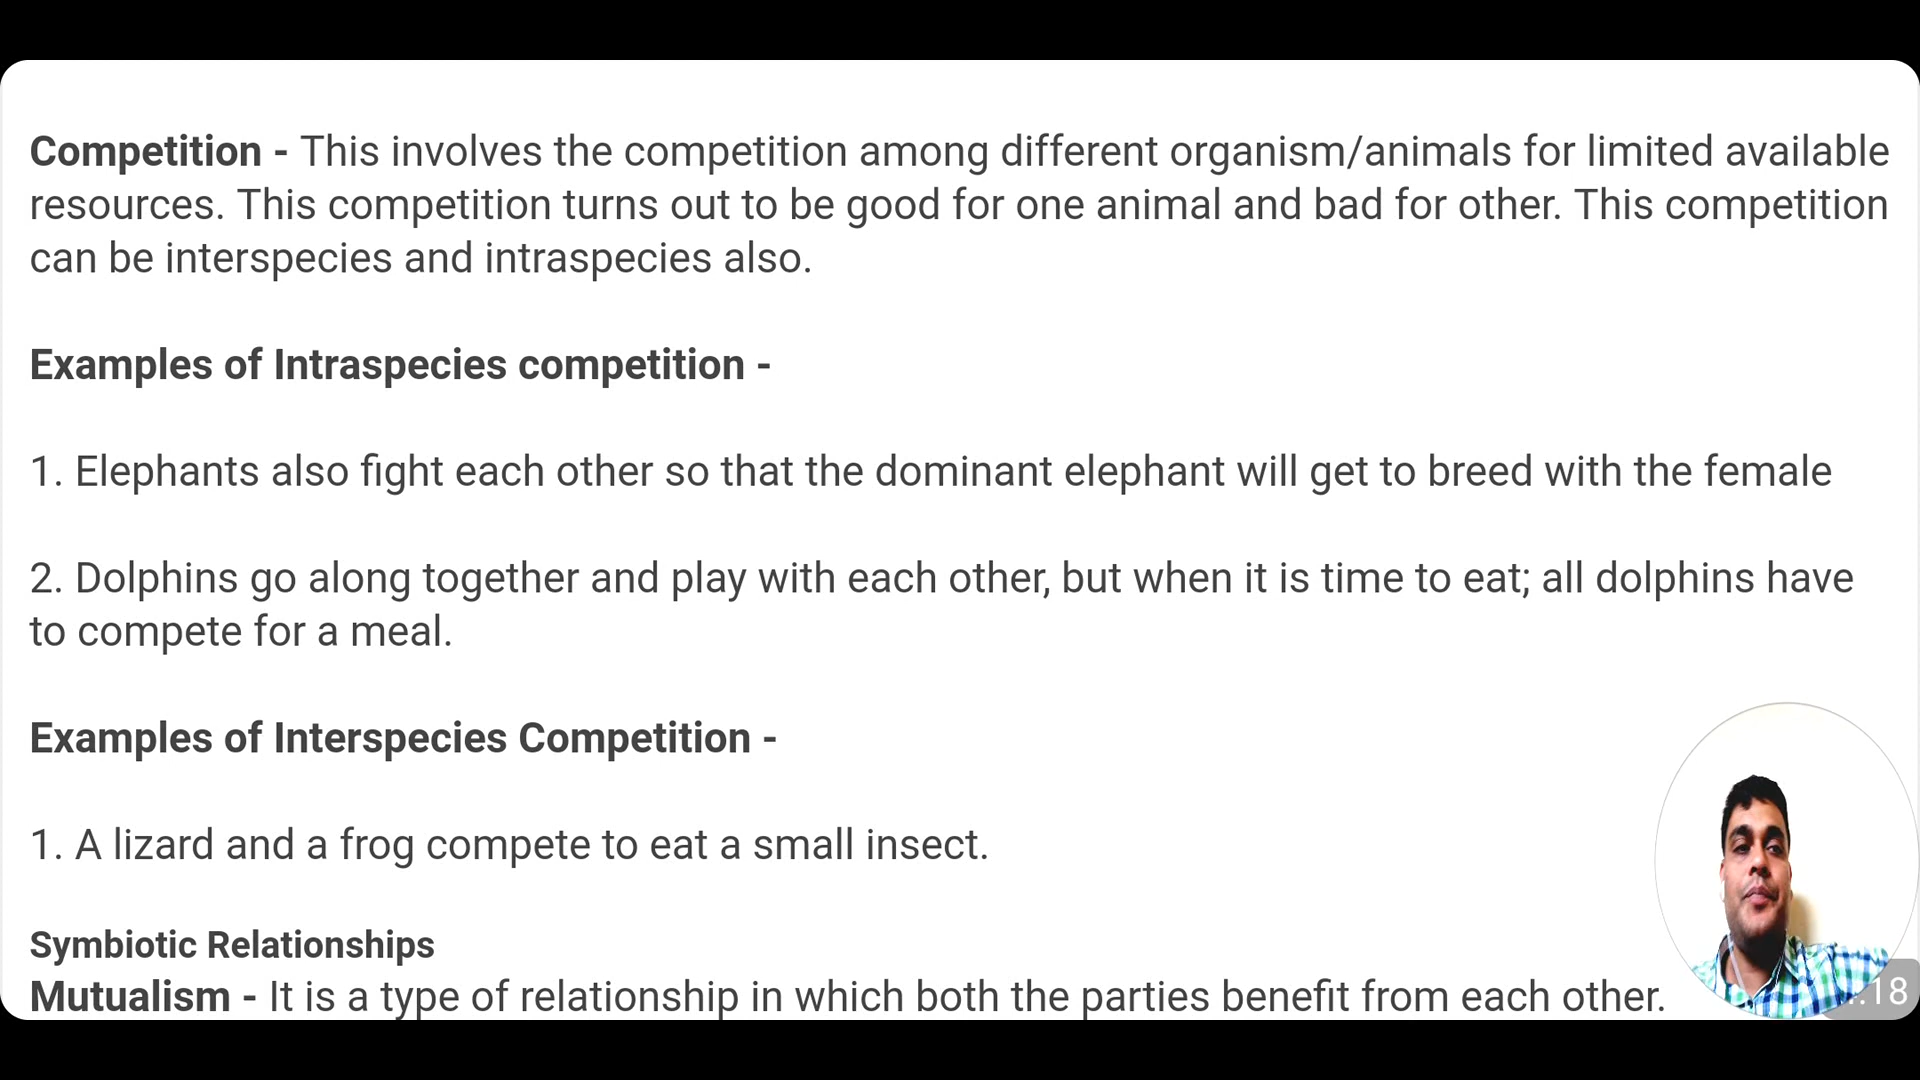 Competition - This involves the competition among different organism/animals for limited available
resources. This competition turns out to be good for one animal and bad for other. This competition
can be interspecies and intraspecies also.
Examples of Intraspecies competition -
1. Elephants also fight each other so that the dominant elephant will get to breed with the female
2. Dolphins go along together and play with each other, but when it is time to eat; all dolphins have
to compete for a meal.
Examples of Interspecies Competition -
1. A lizard and a frog compete to eat a small insect.
Symbiotic Relationships
Mutualism - It is a type of relationship in which both the parties benefit from each other.
:18